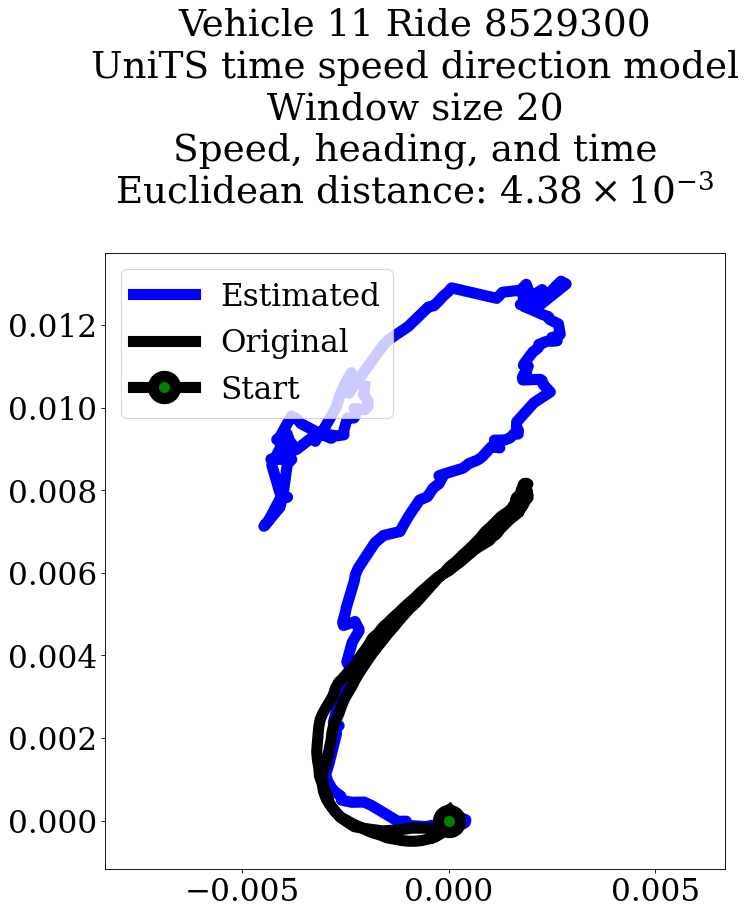 Vehicle 11 Ride 8529300
UniTS time speed direction model
Window size 20
Speed, heading, and time
Euclidean distance: 4.38 × 10⁻³
Estimated
Original
Start
0.012
0.010
0.008
0.006
0.004
0.002
0.000
−0.005 0.000 0.005